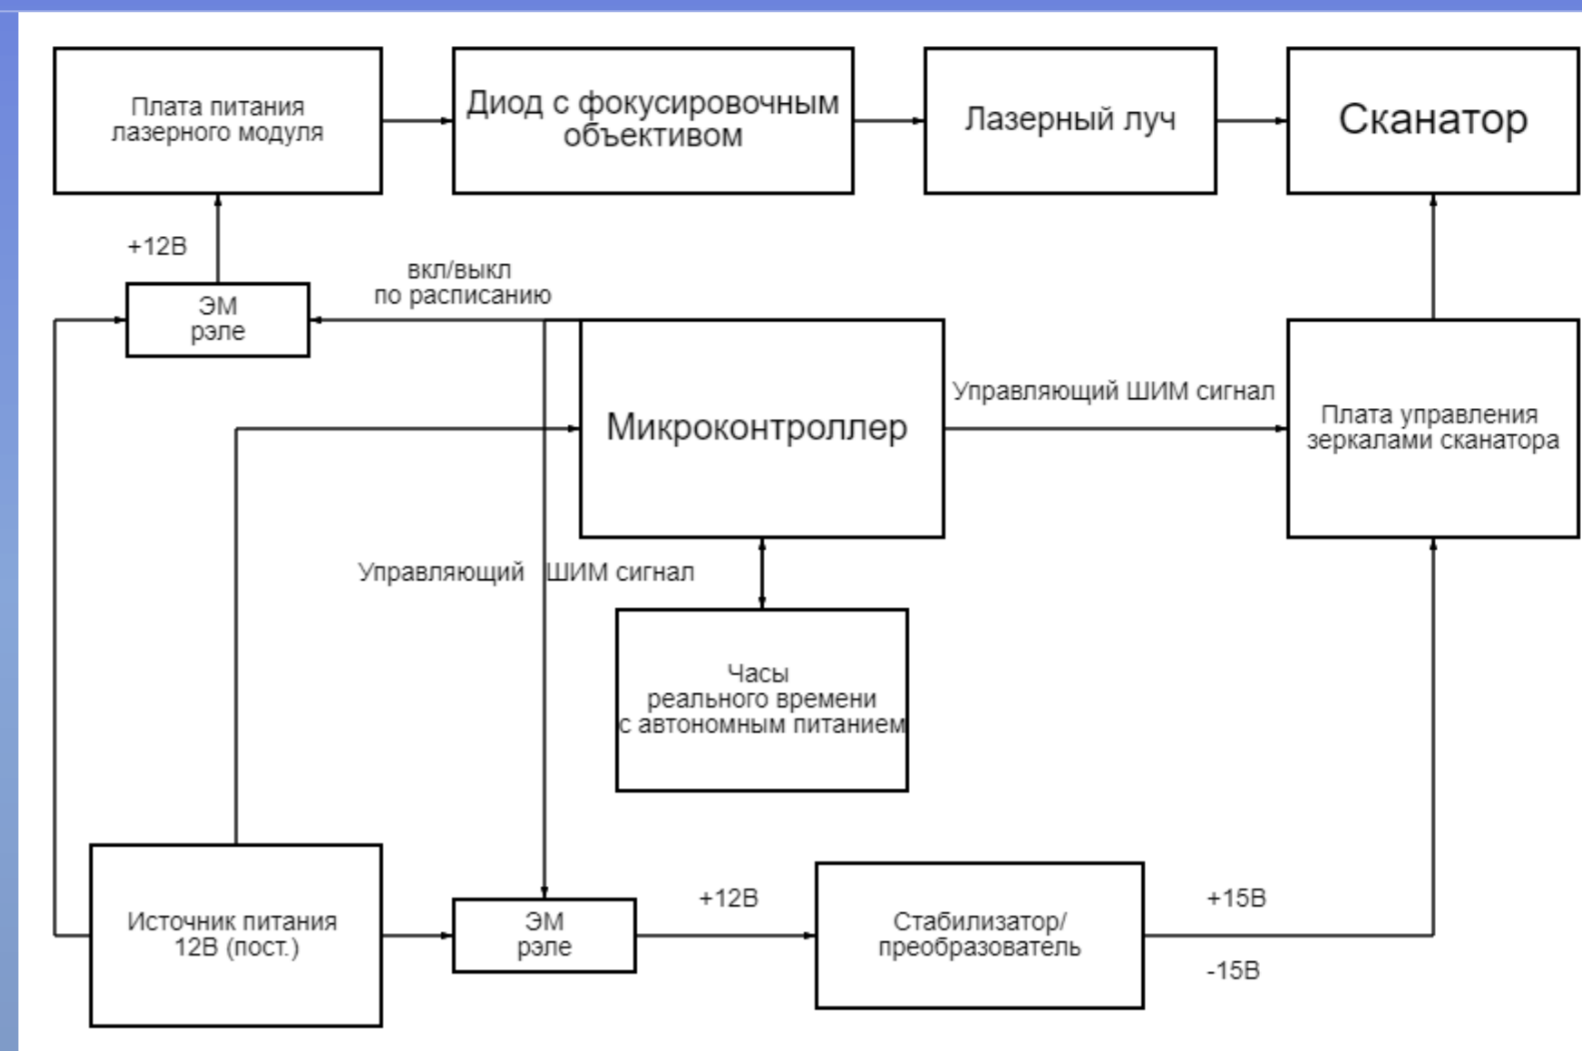 Плата питания
лазерного модуля
Диод с фокусировочным
объективом
Лазерный луч
Сканатор
+12В
вкл/выкл
по расписанию
ЭМ
рэле
Микроконтроллер
Управляющий ШИМ сигнал
Плата управления
зеркалами сканатора
Управляющий ШИМ сигнал
Часы
реального времени
с автономным питанием
Источник питания
12В (пост.)
ЭМ
рэле
+12В
Стабилизатор/
преобразователь
+15В
-15В